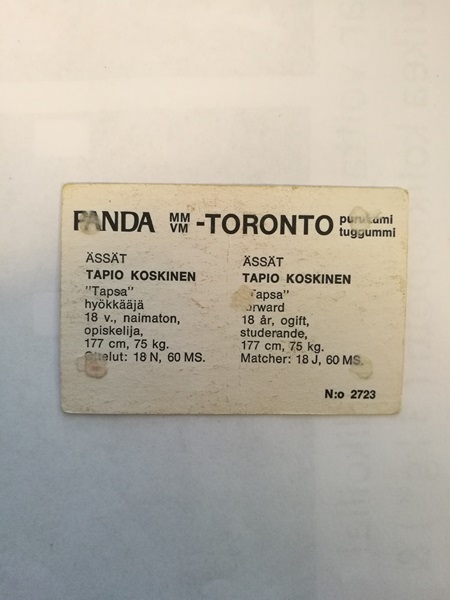 PANDA MM VM -TORONTO purukumi tuggummi
ÄSSÄT
TAPIO KOSKINEN
"Tapsa"
hyökkääjä
18 v., naimaton,
opiskelija,
177 cm, 75 kg.
Ottelut: 18 N, 60 MS.
ÄSSÄT
TAPIO KOSKINEN
"Tapsa"
forward
18 år, ogift,
studerande,
177 cm, 75 kg.
Matcher: 18 J, 60 MS.
N:o 2723